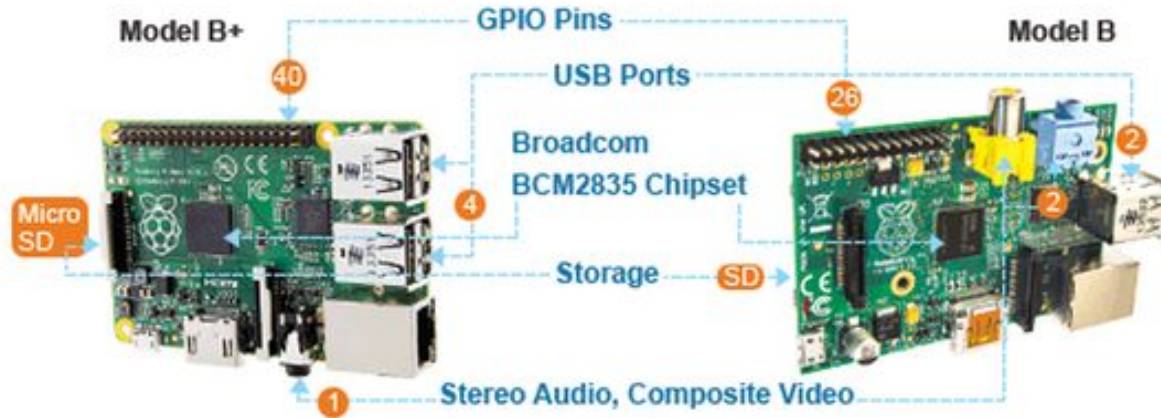 Model B+
GPIO Pins
Model B
40
USB Ports
26
2
Broadcom
BCM2835 Chipset
Micro
SD
4
2
Storage
SD
1
Stereo Audio, Composite Video